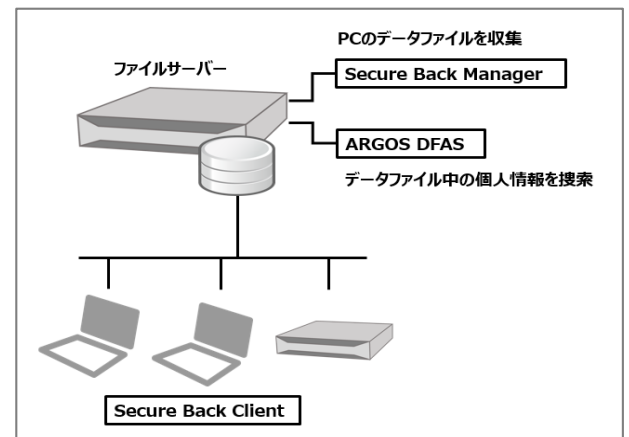 PCのデータファイルを収集
ファイルサーバー
Secure Back Manager
ARGOS DFAS
データファイル中の個人情報を捜索
Secure Back Client